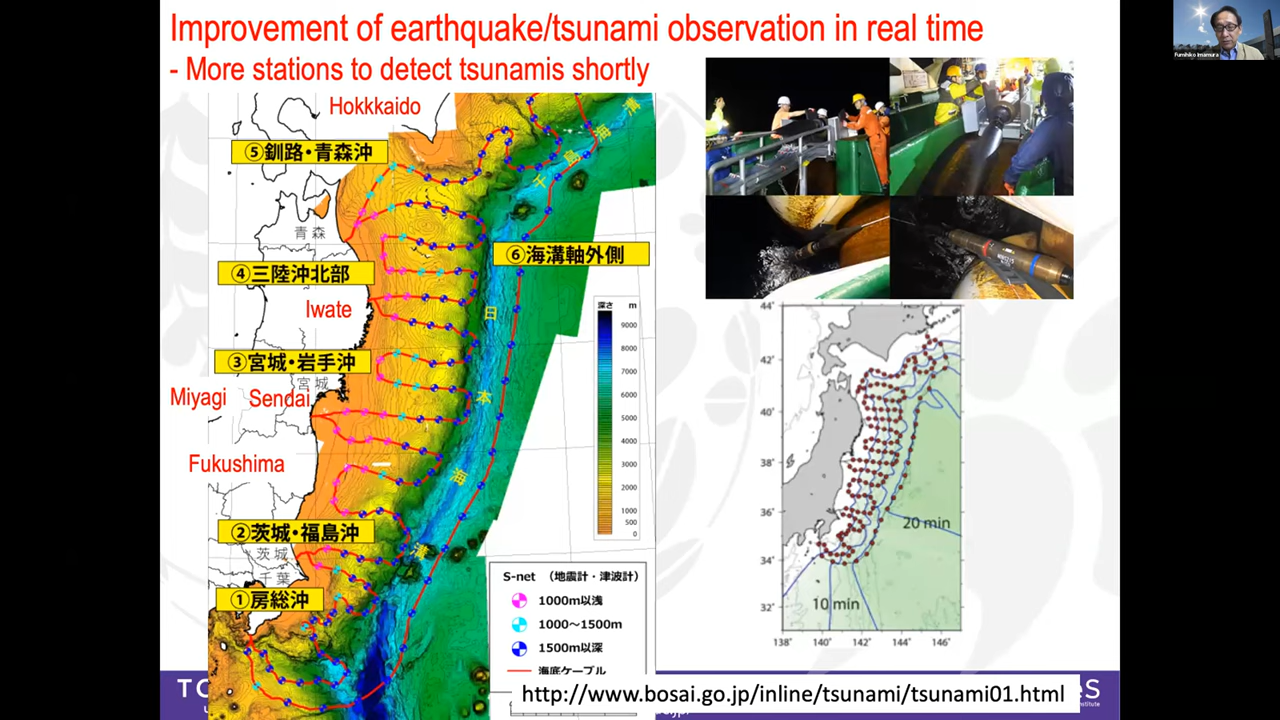 Improvement of earthquake/tsunami observation in real time
- More stations to detect tsunamis shortly
Fumihiko Imamura
Hokkkaido
⑤釧路・青森沖
千島海溝
青森
⑥海溝軸外側
④三陸沖北部
Iwate
③宮城・岩手沖
宮城
Miyagi Sendai
Fukushima
②茨城・福島沖
茨城
千葉
①房総沖
日本海溝
深さ m
9000
8000
7000
6000
5000
4000
3000
2000
1000
500
0
S-net （地震計・津波計）
1000m以浅
1000～1500m
1500m以深
海底ケーブル
44°
42°
40°
38°
36°
34°
32°
20 min
10 min
138° 140° 142° 144° 146°
http://www.bosai.go.jp/inline/tsunami/tsunami01.html